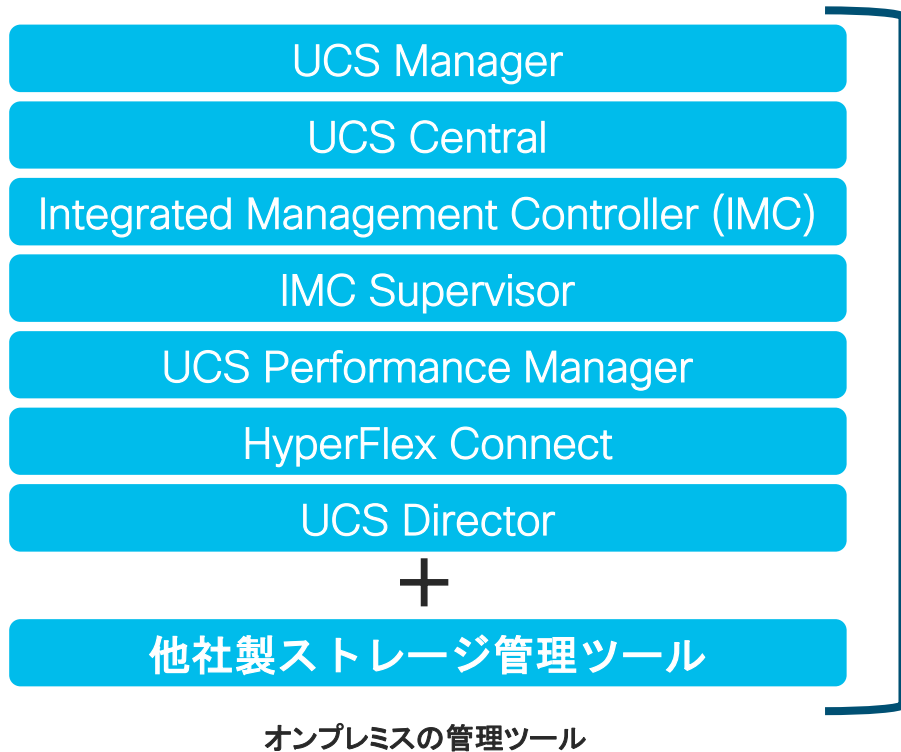 UCS Manager
UCS Central
Integrated Management Controller (IMC)
IMC Supervisor
UCS Performance Manager
HyperFlex Connect
UCS Director
+
他社製ストレージ管理ツール
オンプレミスの管理ツール